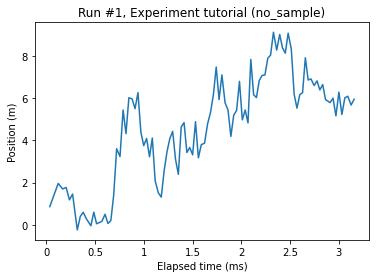 Run #1, Experiment tutorial (no_sample)
Position (m)
8
6
4
2
0
0 0.5 1 1.5 2 2.5 3
Elapsed time (ms)